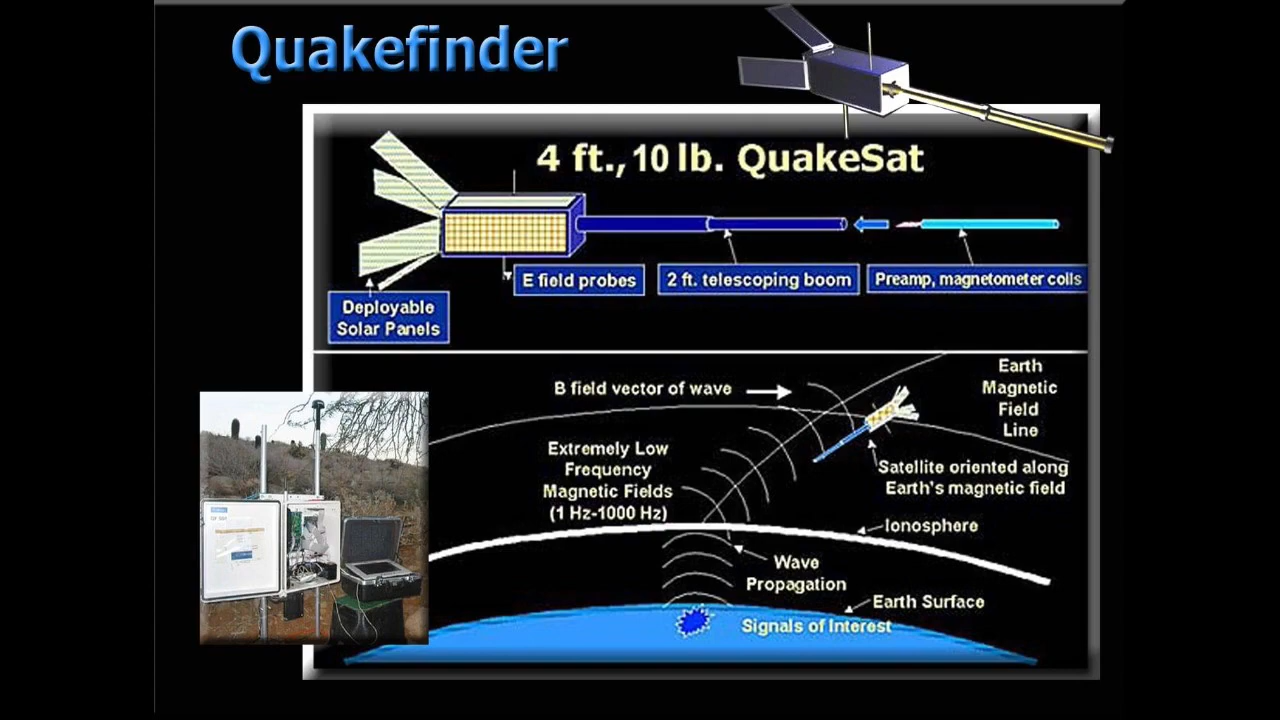 Quakefinder
4 ft., 10 lb. QuakeSat
E field probes
2 ft. telescoping boom
Preamp, magnetometer coils
Deployable
Solar Panels
B field vector of wave
Earth
Magnetic
Field
Line
Extremely Low
Frequency
Magnetic Fields
(1 Hz-1000 Hz)
Satellite oriented along
Earth's magnetic field
Ionosphere
Wave
Propagation
Earth Surface
Signals of Interest